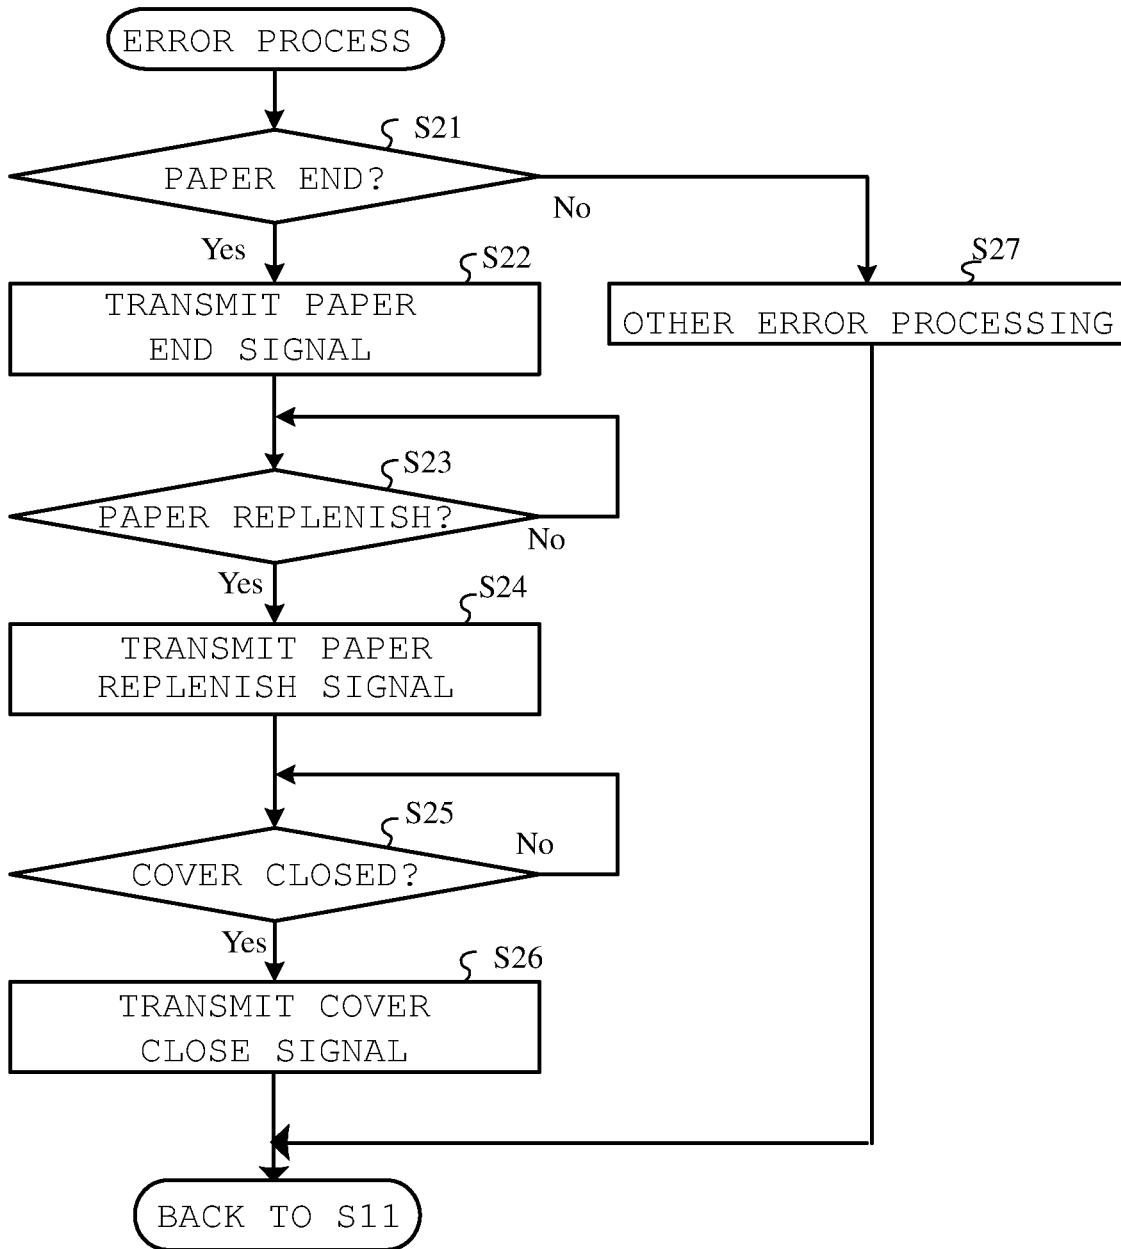 ERROR PROCESS
S21
PAPER END?
No
Yes
S22
TRANSMIT PAPER
END SIGNAL
S27
OTHER ERROR PROCESSING
S23
PAPER REPLENISH?
No
Yes
S24
TRANSMIT PAPER
REPLENISH SIGNAL
S25
No
COVER CLOSED?
Yes
S26
TRANSMIT COVER
CLOSE SIGNAL
BACK TO S11